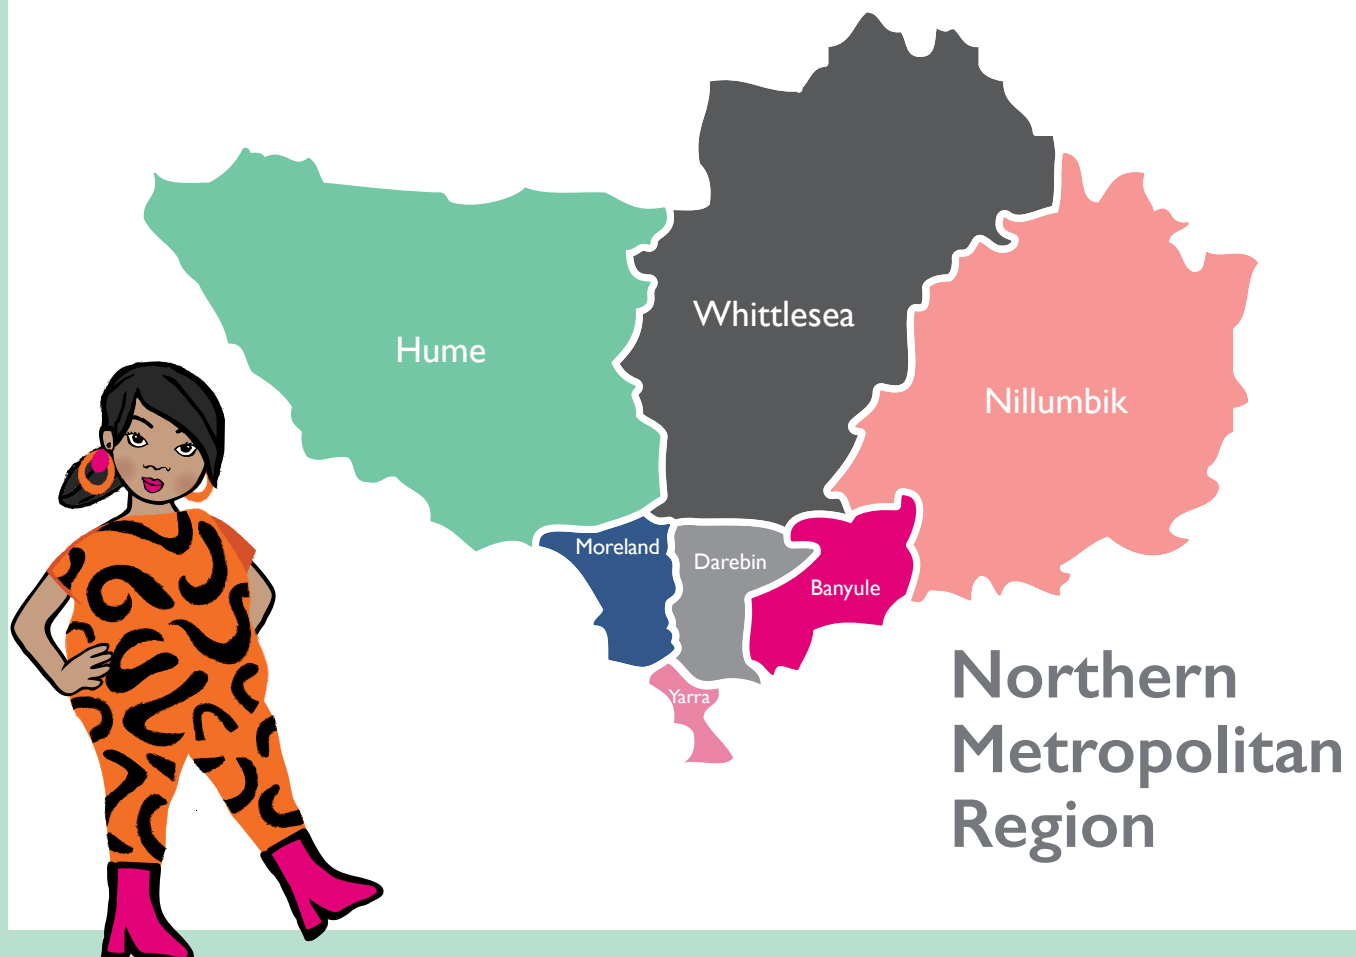 Whittlesea
Hume
Nillumbik
Moreland
Darebin
Banyule
Yarra
Northern
Metropolitan
Region